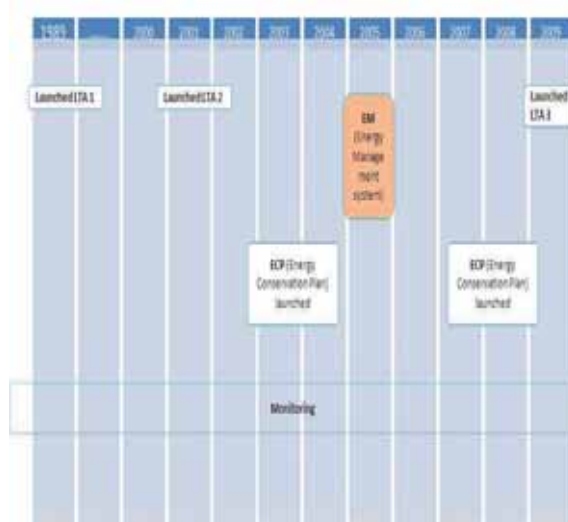 1989 ... 2000 2001 2002 2003 2004 2005 2006 2007 2008 2009
Launched LTA 1
Launched LTA 2
Launched
LTA 3
EM
(Energy
Manage
ment
system)
ECP (Energy
Conservation Plan)
launched
ECP (Energy
Conservation Plan)
launched
Monitoring